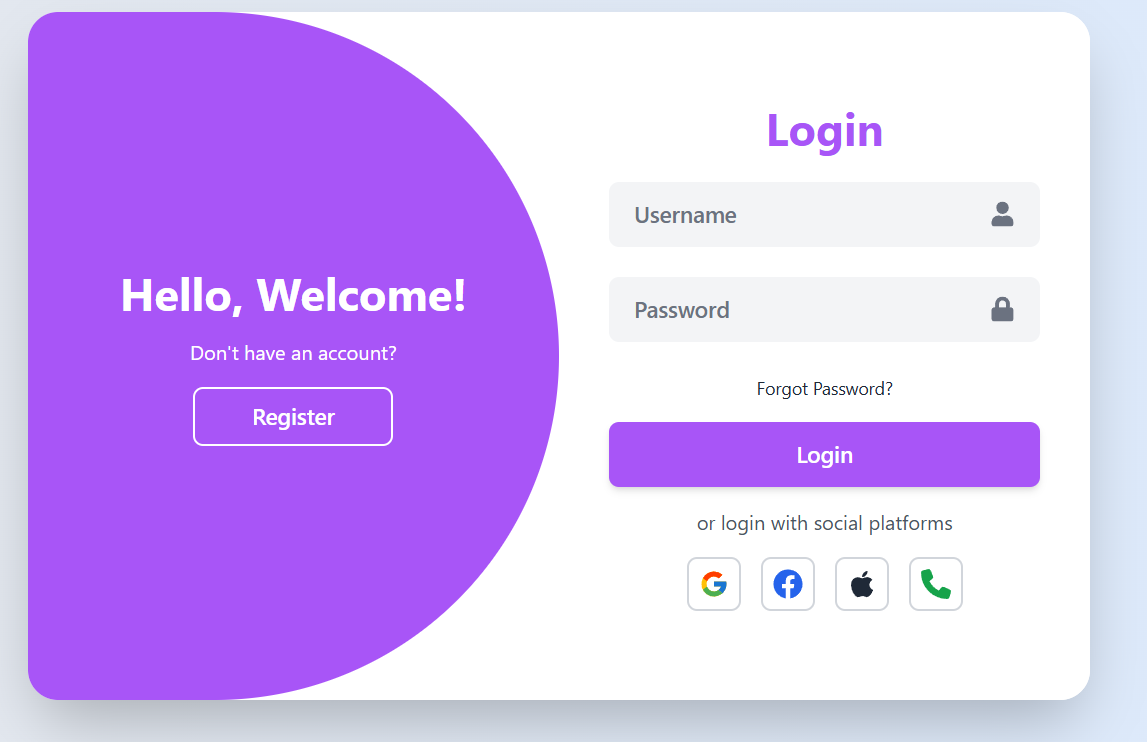 Hello, Welcome!
Don't have an account?
Register
Login
Username
Password
Forgot Password?
Login
or login with social platforms